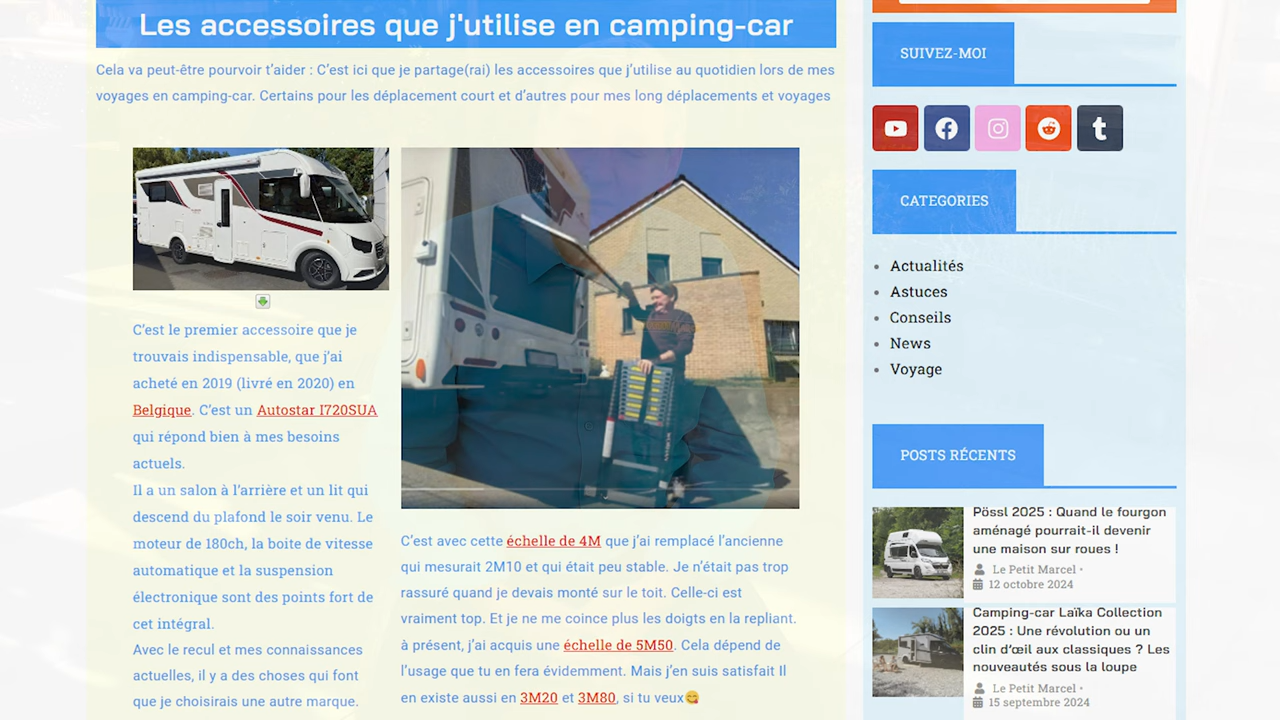 Les accessoires que j'utilise en camping-car
Cela va peut-être pourvoir t’aider : C’est ici que je partage(rai) les accessoires que j’utilise au quotidien lors de mes
voyages en camping-car. Certains pour les déplacement court et d’autres pour mes long déplacements et voyages
C’est le premier accessoire que je
trouvais indispensable, que j’ai
acheté en 2019 (livré en 2020) en
Belgique. C’est un Autostar I720SUA
qui répond bien à mes besoins
actuels.
Il a un salon à l’arrière et un lit qui
descend du plafond le soir venu. Le
moteur de 180ch, la boite de vitesse
automatique et la suspension
électronique sont des points fort de
cet intégral.
Avec le recul et mes connaissances
actuelles, il y a des choses qui font
que je choisirais une autre marque.
C’est avec cette échelle de 4M que j’ai remplacé l’ancienne
qui mesurait 2M10 et qui était peu stable. Je n’était pas trop
rassuré quand je devais monté sur le toit. Celle-ci est
vraiment top. Et je ne me coince plus les doigts en la repliant.
à présent, j’ai acquis une échelle de 5M50. Cela dépend de
l’usage que tu en fera évidemment. Mais j’en suis satisfait Il
en existe aussi en 3M20 et 3M80, si tu veux😋
SUIVEZ-MOI
CATEGORIES
Actualités
Astuces
Conseils
News
Voyage
POSTS RÉCENTS
Pössl 2025 : Quand le fourgon
aménagé pourrait-il devenir
une maison sur roues !
Le Petit Marcel •
12 octobre 2024
Camping-car Laïka Collection
2025 : Une révolution ou un
clin d’œil aux classiques ? Les
nouveautés sous la loupe
Le Petit Marcel •
15 septembre 2024